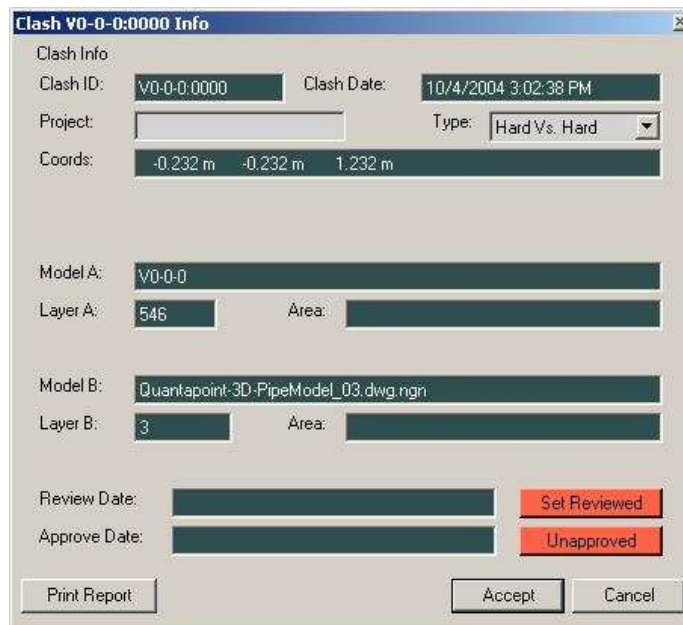 Clash V0-0-0:0000 Info
Clash Info
Clash ID: V0-0-0:0000 Clash Date: 10/4/2004 3:02:38 PM
Project: Type: Hard Vs. Hard
Coords: -0.232 m -0.232 m 1.232 m
Model A: V0-0-0
Layer A: 546 Area:
Model B: Quantapoint-3D-PipeModel_03.dwg.ngn
Layer B: 3 Area:
Review Date: Set Reviewed
Approve Date: Unapproved
Print Report Accept Cancel